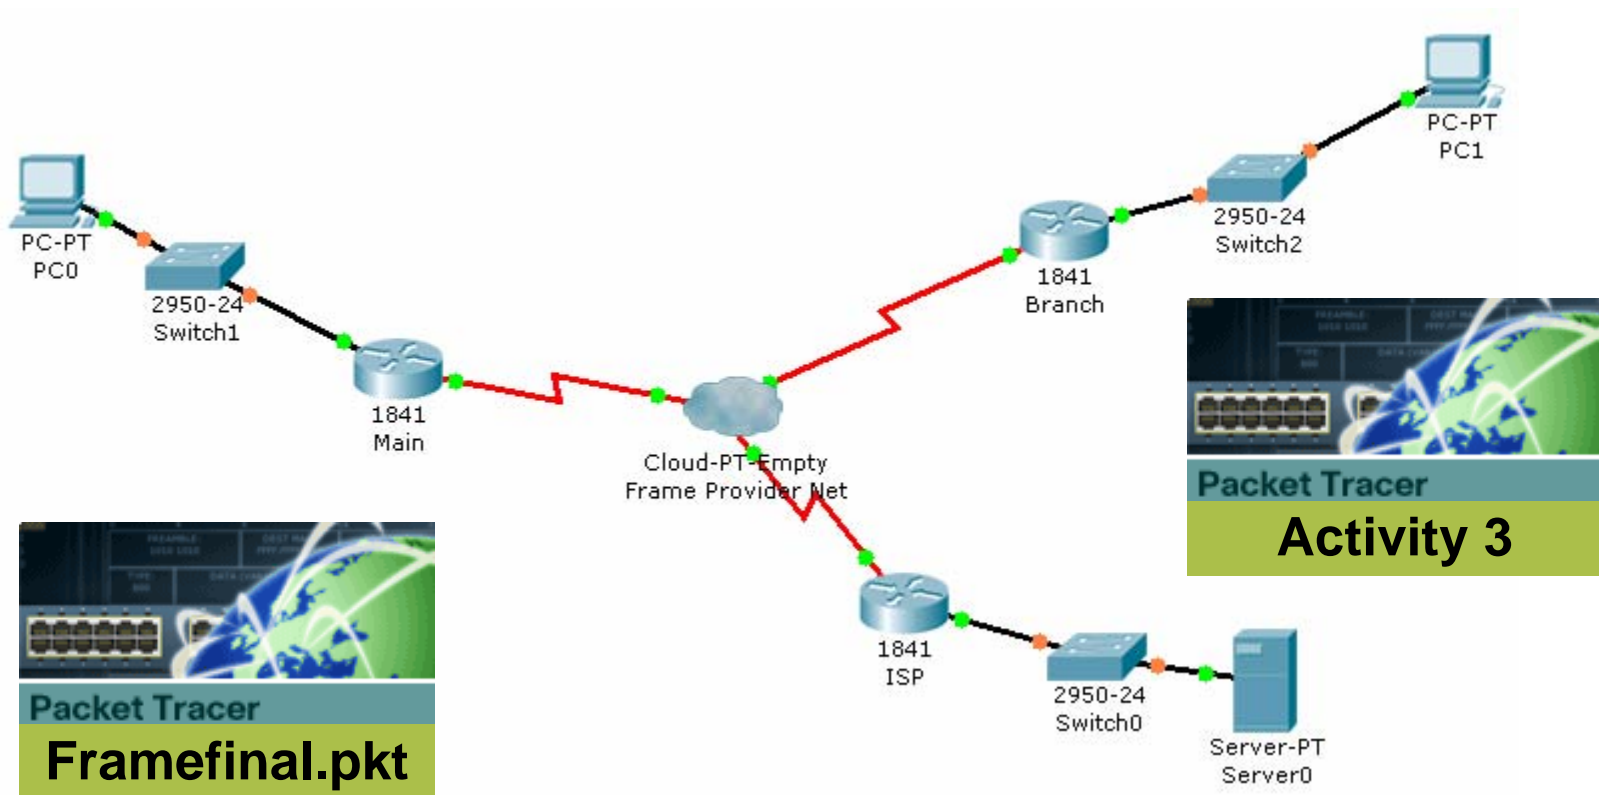 PC-PT
PC1
2950-24
Switch2
PC-PT
PC0
1841
Branch
2950-24
Switch1
1841
Main
Cloud-PT-Empty
Frame Provider Net
Packet Tracer
Activity 3
1841
ISP
2950-24
Switch0
Server-PT
Server0
Packet Tracer
Framefinal.pkt